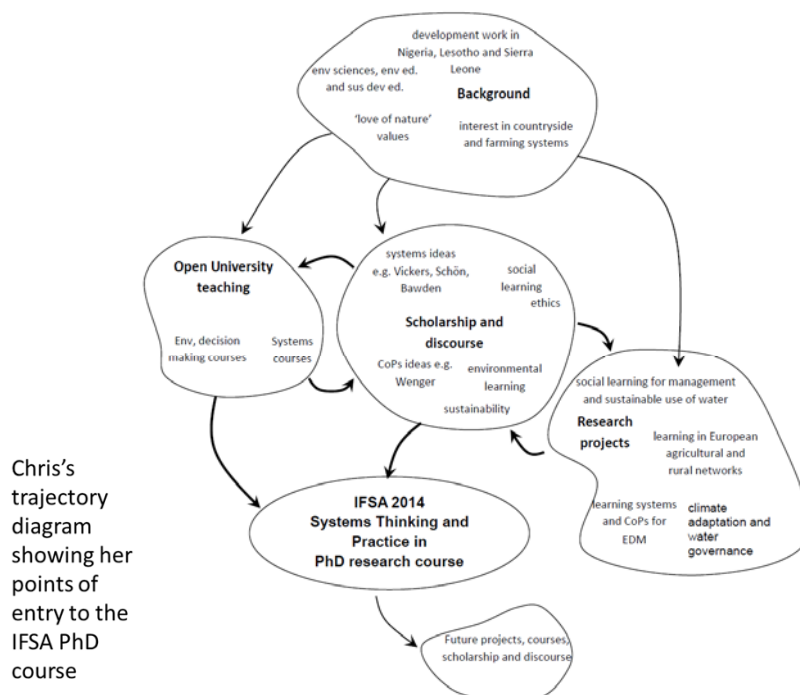 development work in
Nigeria, Lesotho and Sierra
Leone
env sciences, env ed.
and sus dev ed.
Background
'love of nature'
values
interest in countryside
and farming systems
Open University
teaching
Env, decision
making courses
Systems
courses
systems ideas
e.g. Vickers, Schön,
Bawden
social
learning
ethics
Scholarship and
discourse
CoPs ideas e.g.
Wenger
environmental
learning
sustainability
social learning for management
and sustainable use of water
Research
projects
learning in European
agricultural and
rural networks
learning systems
and CoPs for
EDM
climate
adaptation and
water
governance
Chris's
trajectory
diagram
showing her
points of
entry to the
IFSA PhD
course
IFSA 2014
Systems Thinking and
Practice in
PhD research course
Future projects, courses,
scholarship and discourse